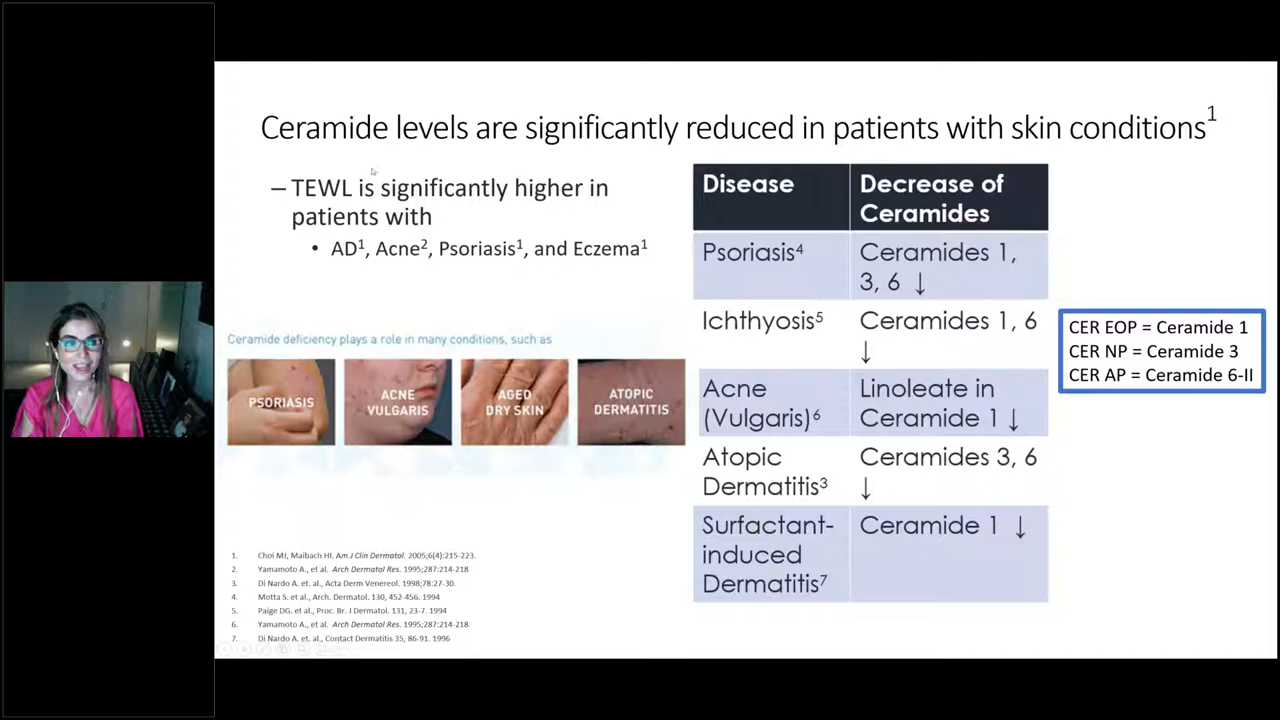 Ceramide levels are significantly reduced in patients with skin conditions1
– TEWL is significantly higher in
patients with
• AD1, Acne2, Psoriasis1, and Eczema1
Ceramide deficiency plays a role in many conditions, such as
PSORIASIS
ACNE
VULGARIS
AGED
DRY SKIN
ATOPIC
DERMATITIS
Disease
Decrease of
Ceramides
Psoriasis4
Ceramides 1,
3, 6 ↓
Ichthyosis5
Ceramides 1, 6
↓
Acne
(Vulgaris)6
Linoleate in
Ceramide 1 ↓
Atopic
Dermatitis3
Ceramides 3, 6
↓
Surfactant-
induced
Dermatitis7
Ceramide 1 ↓
CER EOP = Ceramide 1
CER NP = Ceramide 3
CER AP = Ceramide 6-II
1. Choi MJ, Maibach HI. Am J Clin Dermatol. 2005;6(4):215-223.
2. Yamamoto A., et al. Arch Dermatol Res. 1995;287:214-218
3. Di Nardo A. et. al., Acta Derm Venereol. 1998;78:27-30.
4. Motta S. et al., Arch. Dermatol. 130, 452-456. 1994
5. Paige DG. et al., Proc. Br. J Dermatol. 131, 23-7. 1994
6. Yamamoto A., et al. Arch Dermatol Res. 1995;287:214-218
7. Di Nardo A. et. al., Contact Dermatitis 35, 86-91. 1996